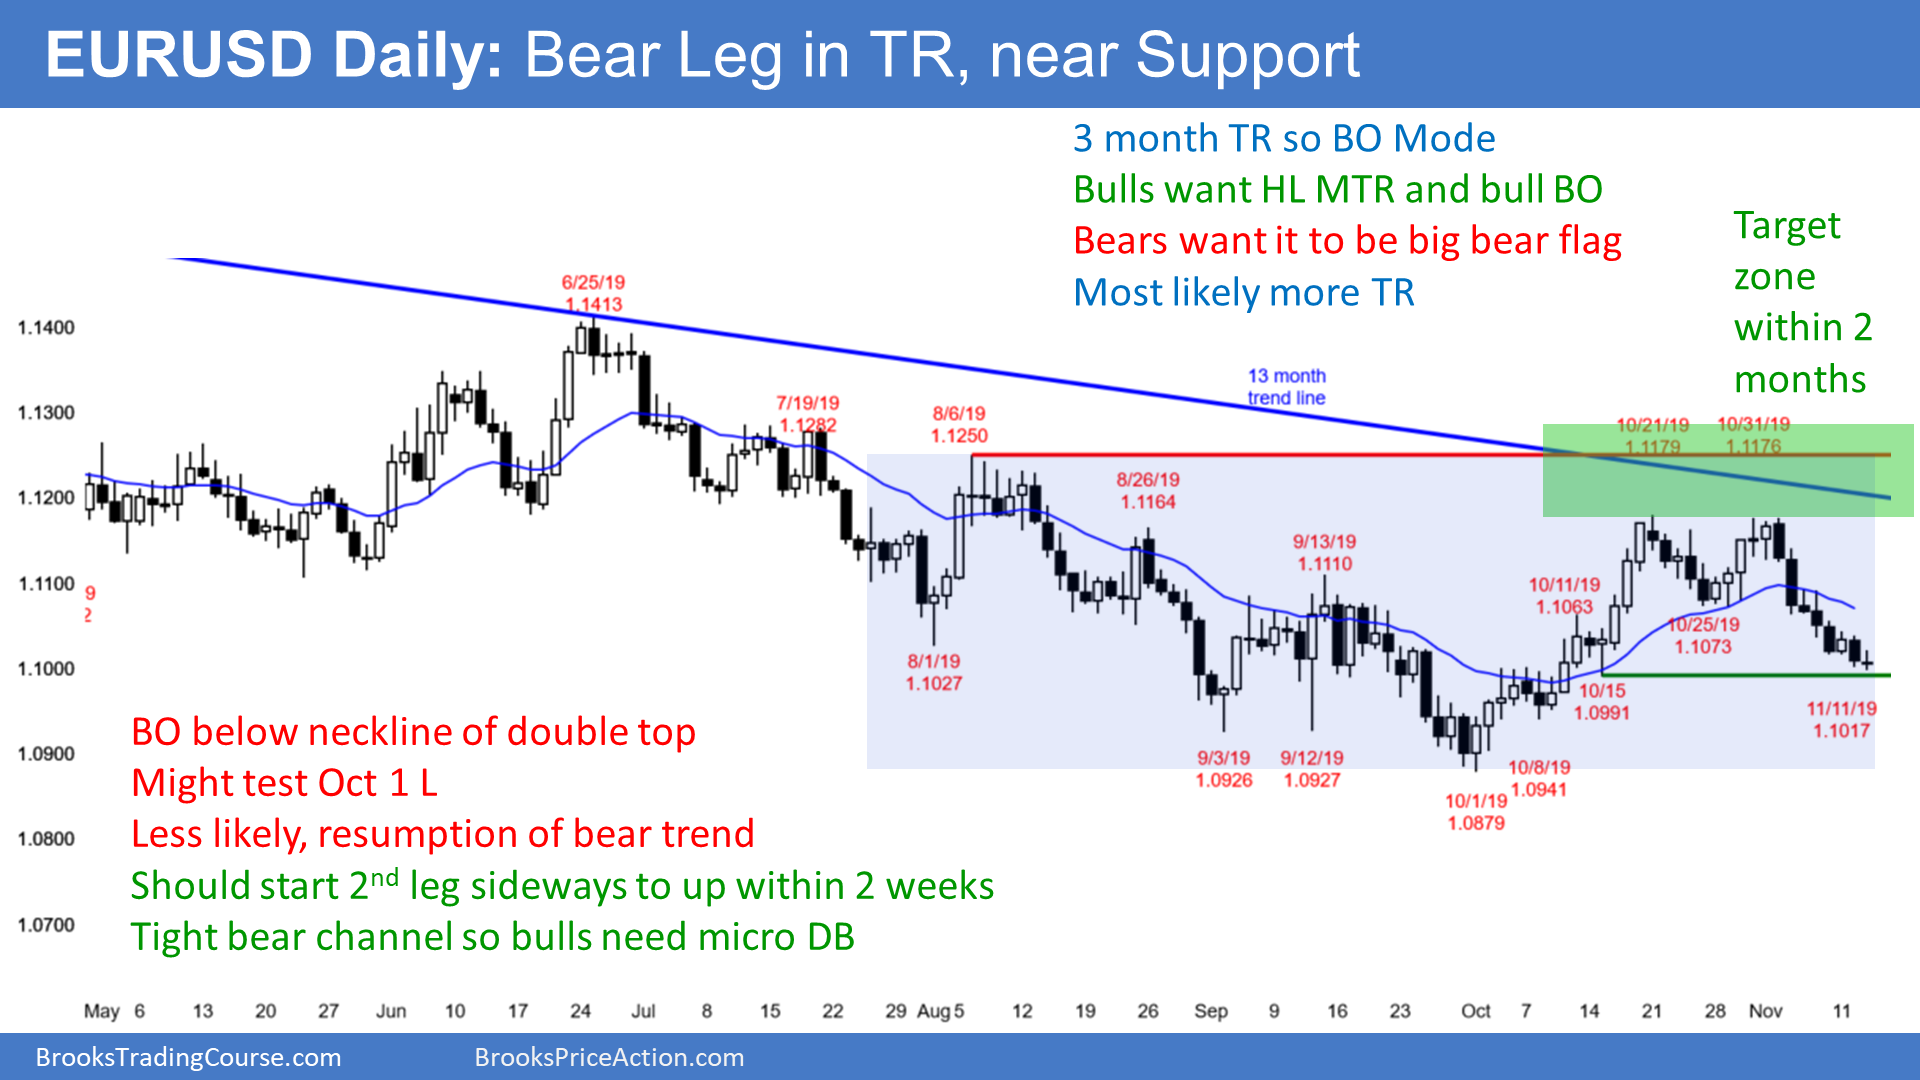 EURUSD Daily: Bear Leg in TR, near Support
3 month TR so BO Mode
Bulls want HL MTR and bull BO
Bears want it to be big bear flag
Most likely more TR
Target
zone
within 2
months
6/25/19
1.1413
7/19/19
1.1282
8/6/19
1.1250
13 month
trend line
10/21/19
1.1179
10/31/19
1.1176
8/26/19
1.1164
9/13/19
1.1110
10/11/19
1.1063
10/25/19
1.1073
8/1/19
1.1027
10/15
1.0991
11/11/19
1.1017
9/3/19
1.0926
9/12/19
1.0927
10/8/19
1.0941
10/1/19
1.0879
9
2
1.1400
1.1300
1.1200
1.1100
1.1000
1.0900
1.0800
1.0700
BO below neckline of double top
Might test Oct 1 L
Less likely, resumption of bear trend
Should start 2nd leg sideways to up within 2 weeks
Tight bear channel so bulls need micro DB
May 6 13 20 27 Jun 10 17 24 Jul 8 15 22 29 Aug 5 12 19 26 Sep 9 16 23 Oct 7 14 21 28 Nov 11
BrooksTradingCourse.com BrooksPriceAction.com